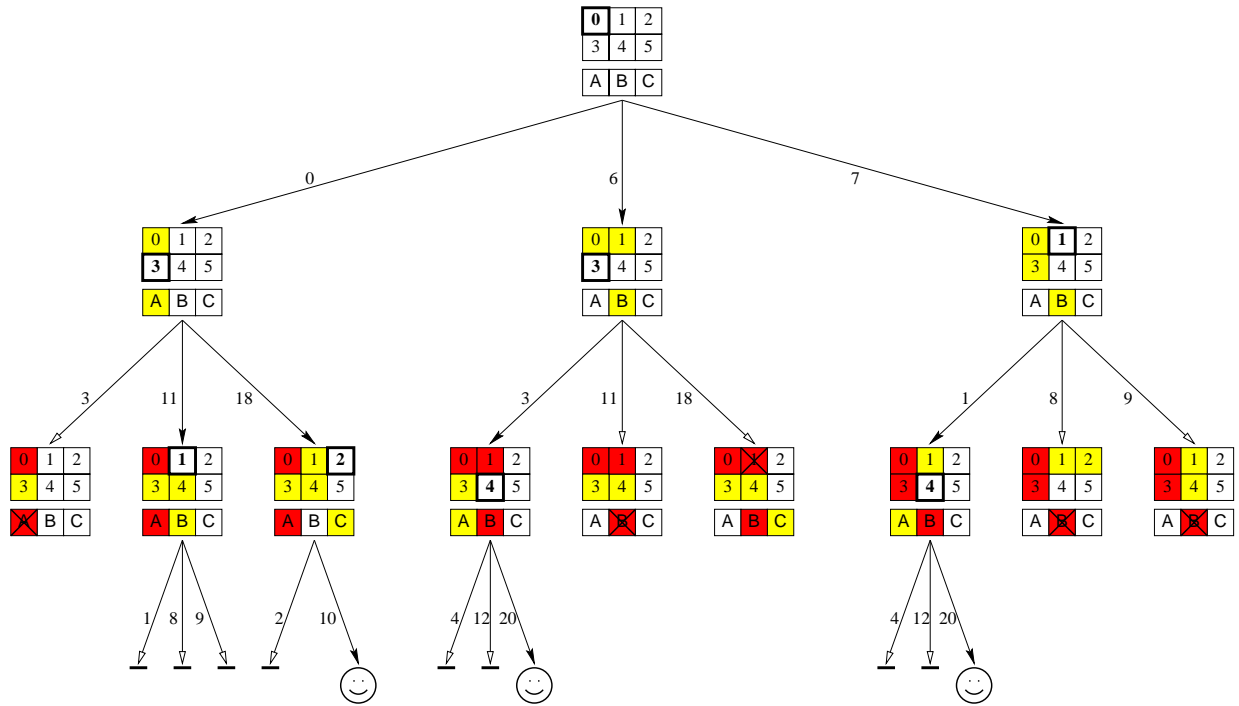 0 1 2
3 4 5
A B C
0 6 7
0 1 2 0 1 2 0 1 2
3 4 5 3 4 5 3 4 5
A B C A B C A B C
3 11 18 3 11 18 1 8 9
0 1 2 0 1 2 0 1 2 0 1 2 0 1 2 0 1 2 0 1 2 0 1 2 0 1 2
3 4 5 3 4 5 3 4 5 3 4 5 3 4 5 3 4 5 3 4 5 3 4 5 3 4 5
A B C A B C A B C A B C A B C A B C A B C A B C A B C
1 8 9 2 10 4 12 20 4 12 20